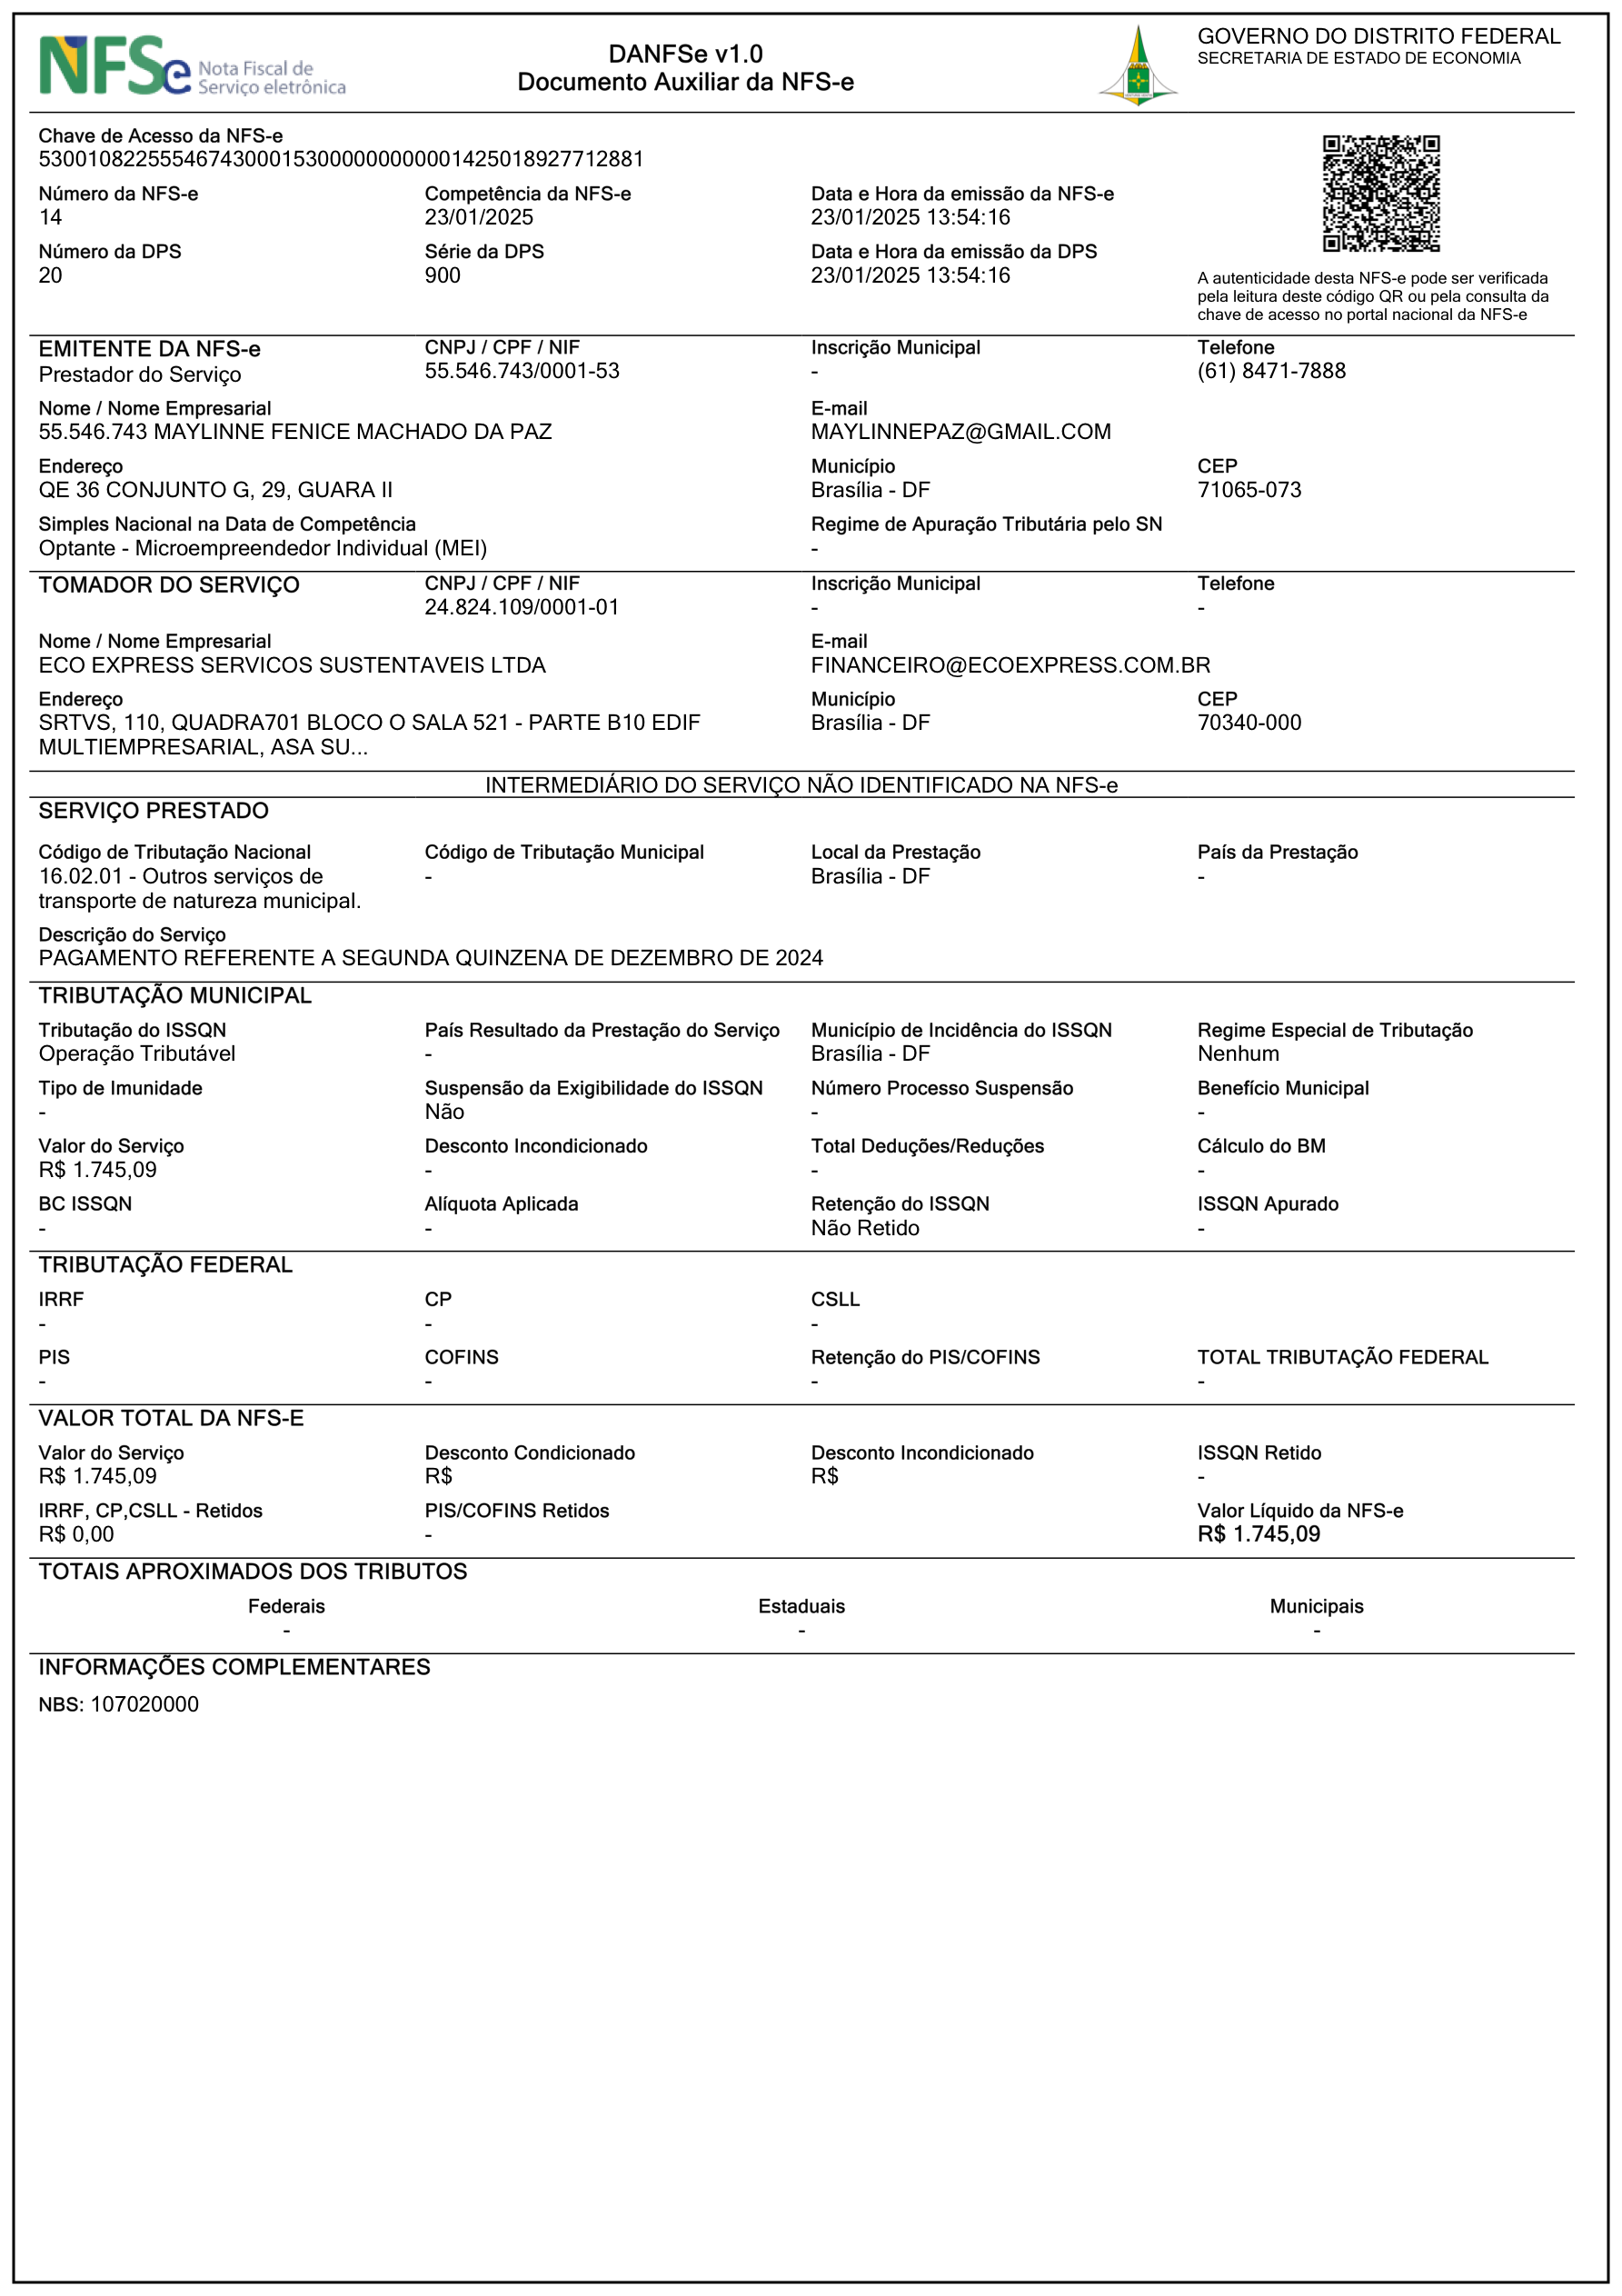 NFSe Nota Fiscal de
Serviço eletrônica
DANFSe v1.0
Documento Auxiliar da NFS-e
GOVERNO DO DISTRITO FEDERAL
SECRETARIA DE ESTADO DE ECONOMIA
Chave de Acesso da NFS-e
53001082255546743000153000000000001425018927712881
Número da NFS-e
14
Competência da NFS-e
23/01/2025
Data e Hora da emissão da NFS-e
23/01/2025 13:54:16
Número da DPS
20
Série da DPS
900
Data e Hora da emissão da DPS
23/01/2025 13:54:16
A autenticidade desta NFS-e pode ser verificada
pela leitura deste código QR ou pela consulta da
chave de acesso no portal nacional da NFS-e
EMITENTE DA NFS-e
Prestador do Serviço
CNPJ / CPF / NIF
55.546.743/0001-53
Inscrição Municipal
-
Telefone
(61) 8471-7888
Nome / Nome Empresarial
55.546.743 MAYLINNE FENICE MACHADO DA PAZ
E-mail
MAYLINNEPAZ@GMAIL.COM
Endereço
QE 36 CONJUNTO G, 29, GUARA II
Município
Brasília - DF
CEP
71065-073
Simples Nacional na Data de Competência
Optante - Microempreendedor Individual (MEI)
Regime de Apuração Tributária pelo SN
-
TOMADOR DO SERVIÇO
CNPJ / CPF / NIF
24.824.109/0001-01
Inscrição Municipal
-
Telefone
-
Nome / Nome Empresarial
ECO EXPRESS SERVICOS SUSTENTAVEIS LTDA
E-mail
FINANCEIRO@ECOEXPRESS.COM.BR
Endereço
SRTVS, 110, QUADRA701 BLOCO O SALA 521 - PARTE B10 EDIF
MULTIEMPRESARIAL, ASA SU...
Município
Brasília - DF
CEP
70340-000
INTERMEDIÁRIO DO SERVIÇO NÃO IDENTIFICADO NA NFS-e
SERVIÇO PRESTADO
Código de Tributação Nacional
16.02.01 - Outros serviços de
transporte de natureza municipal.
Código de Tributação Municipal
-
Local da Prestação
Brasília - DF
País da Prestação
-
Descrição do Serviço
PAGAMENTO REFERENTE A SEGUNDA QUINZENA DE DEZEMBRO DE 2024
TRIBUTAÇÃO MUNICIPAL
Tributação do ISSQN
Operação Tributável
País Resultado da Prestação do Serviço
-
Município de Incidência do ISSQN
Brasília - DF
Regime Especial de Tributação
Nenhum
Tipo de Imunidade
-
Suspensão da Exigibilidade do ISSQN
Não
Número Processo Suspensão
-
Benefício Municipal
-
Valor do Serviço
R$ 1.745,09
Desconto Incondicionado
-
Total Deduções/Reduções
-
Cálculo do BM
-
BC ISSQN
-
Alíquota Aplicada
-
Retenção do ISSQN
Não Retido
ISSQN Apurado
-
TRIBUTAÇÃO FEDERAL
IRRF
-
CP
-
CSLL
-
PIS
-
COFINS
-
Retenção do PIS/COFINS
-
TOTAL TRIBUTAÇÃO FEDERAL
-
VALOR TOTAL DA NFS-E
Valor do Serviço
R$ 1.745,09
Desconto Condicionado
R$
Desconto Incondicionado
R$
ISSQN Retido
-
IRRF, CP,CSLL - Retidos
R$ 0,00
PIS/COFINS Retidos
-
Valor Líquido da NFS-e
R$ 1.745,09
TOTAIS APROXIMADOS DOS TRIBUTOS
Federais
-
Estaduais
-
Municipais
-
INFORMAÇÕES COMPLEMENTARES
NBS: 107020000